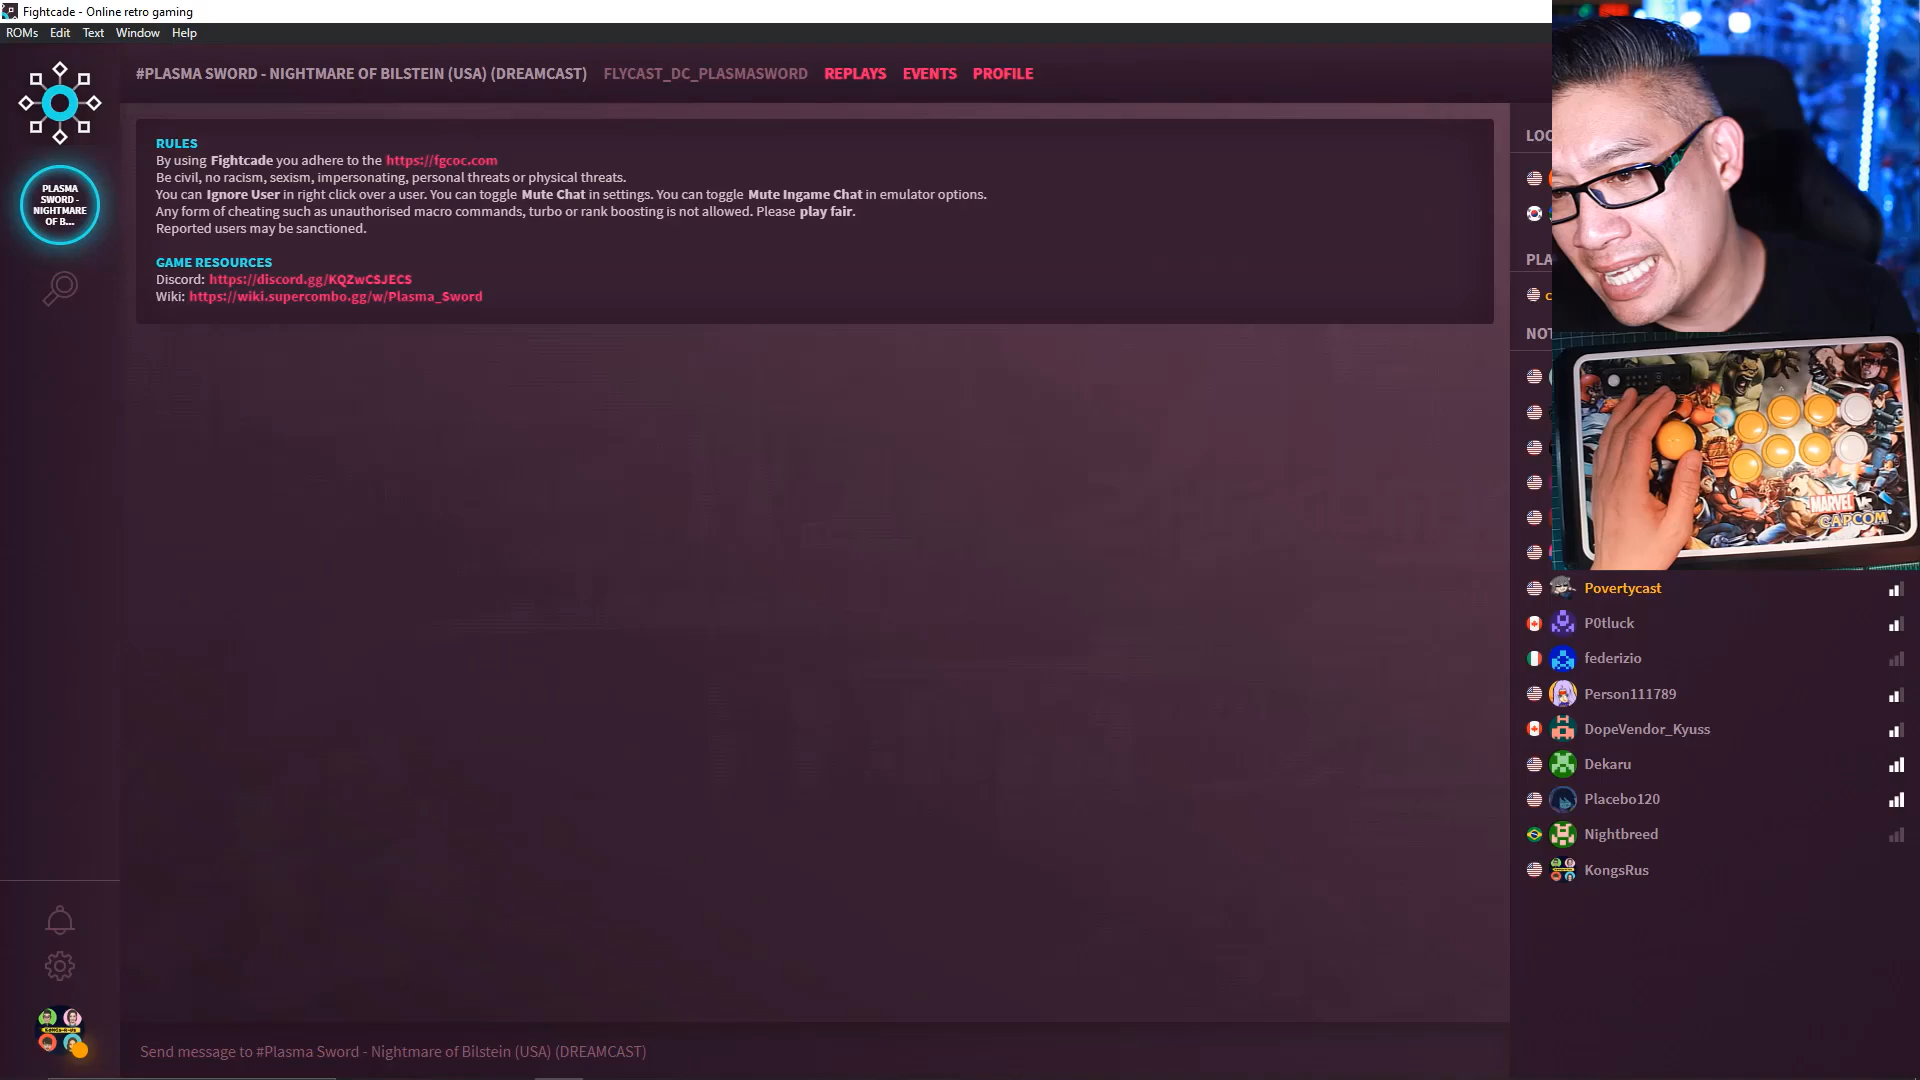 Fightcade - Online retro gaming
ROMs Edit Text Window Help
#PLASMA SWORD - NIGHTMARE OF BILSTEIN (USA) (DREAMCAST) FLYCAST_DC_PLASMASWORD REPLAYS EVENTS PROFILE
PLASMA
SWORD -
NIGHTMARE
OF B...
RULES
By using Fightcade you adhere to the https://fgcoc.com
Be civil, no racism, sexism, impersonating, personal threats or physical threats.
You can Ignore User in right click over a user. You can toggle Mute Chat in settings. You can toggle Mute Ingame Chat in emulator options.
Any form of cheating such as unauthorised macro commands, turbo or rank boosting is not allowed. Please play fair.
Reported users may be sanctioned.
GAME RESOURCES
Discord: https://discord.gg/KQZwCSJECS
Wiki: https://wiki.supercombo.gg/w/Plasma_Sword
MARVEL VS
CAPCOM
Povertycast
P0tluck
federizio
Person111789
DopeVendor_Kyuss
Dekaru
Placebo120
Nightbreed
KongsRus
Send message to #Plasma Sword - Nightmare of Bilstein (USA) (DREAMCAST)